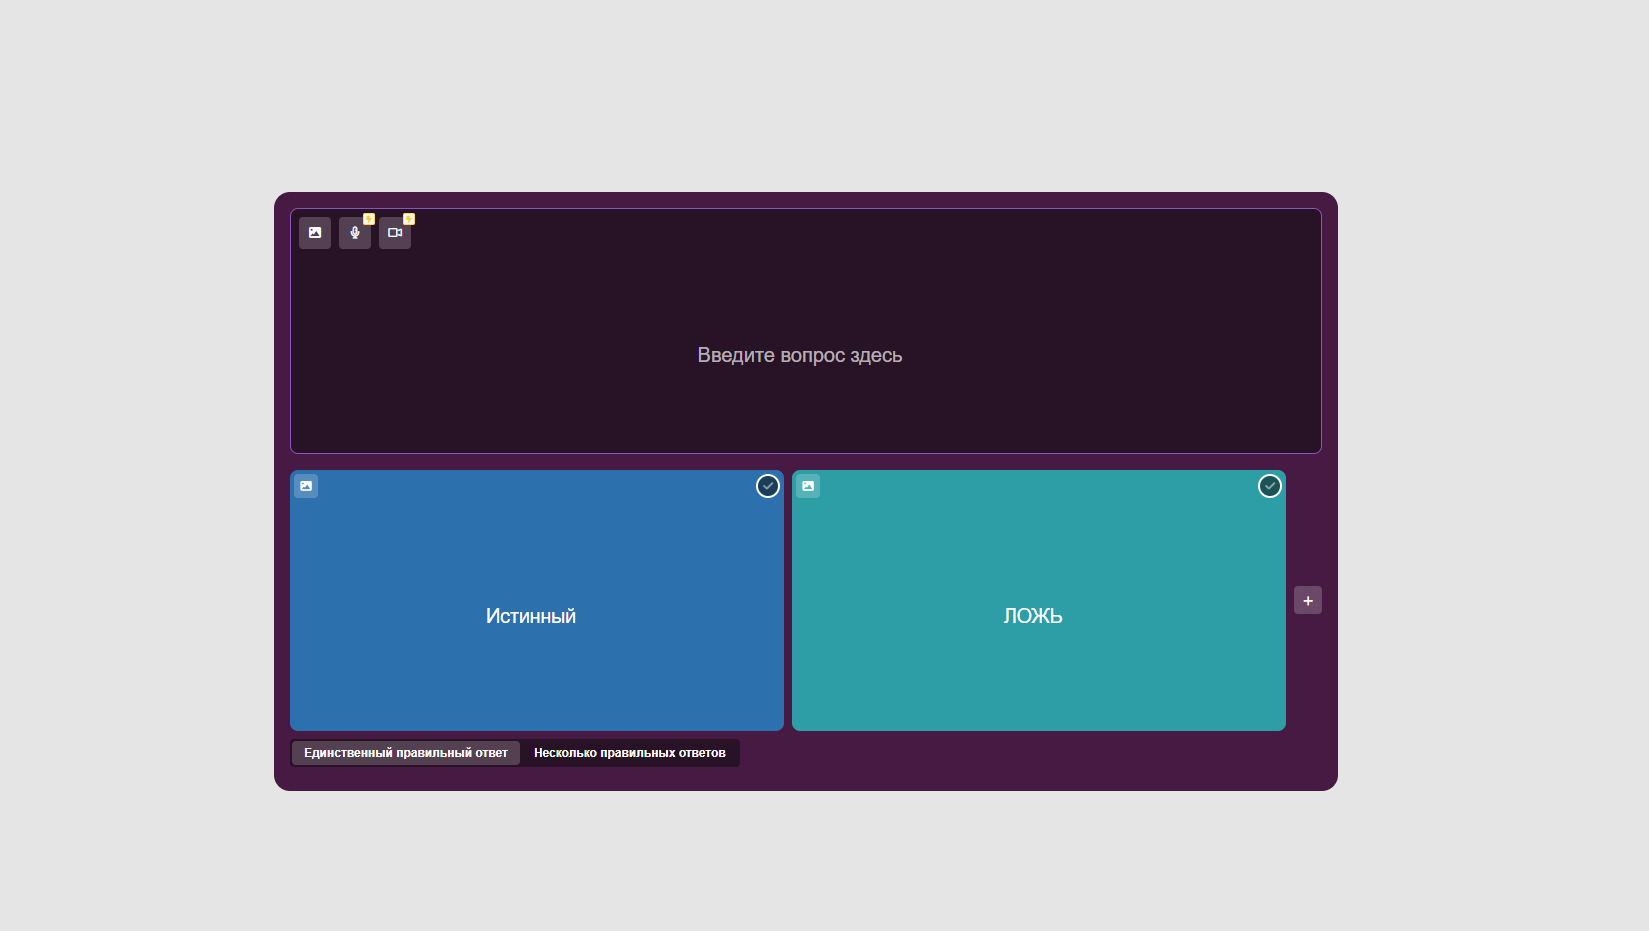 Введите вопрос здесь
Истинный
ЛОЖЬ
Единственный правильный ответ
Несколько правильных ответов